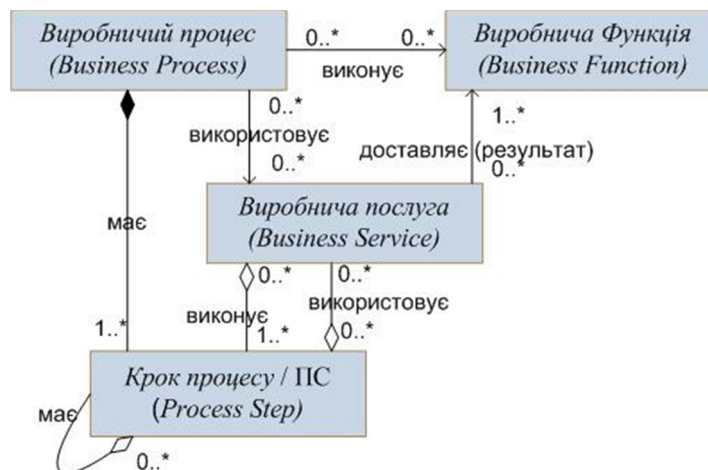 Виробничий процес
(Business Process)
0..*
0..*
виконує
Виробнича Функція
(Business Function)
0..*
використовує
0..*
1..*
доставляє (результат)
0..*
Виробнича послуга
(Business Service)
має
0..*
виконує
1..*
0..*
використовує
0..*
1..*
Крок процесу / ПС
(Process Step)
має
0..*